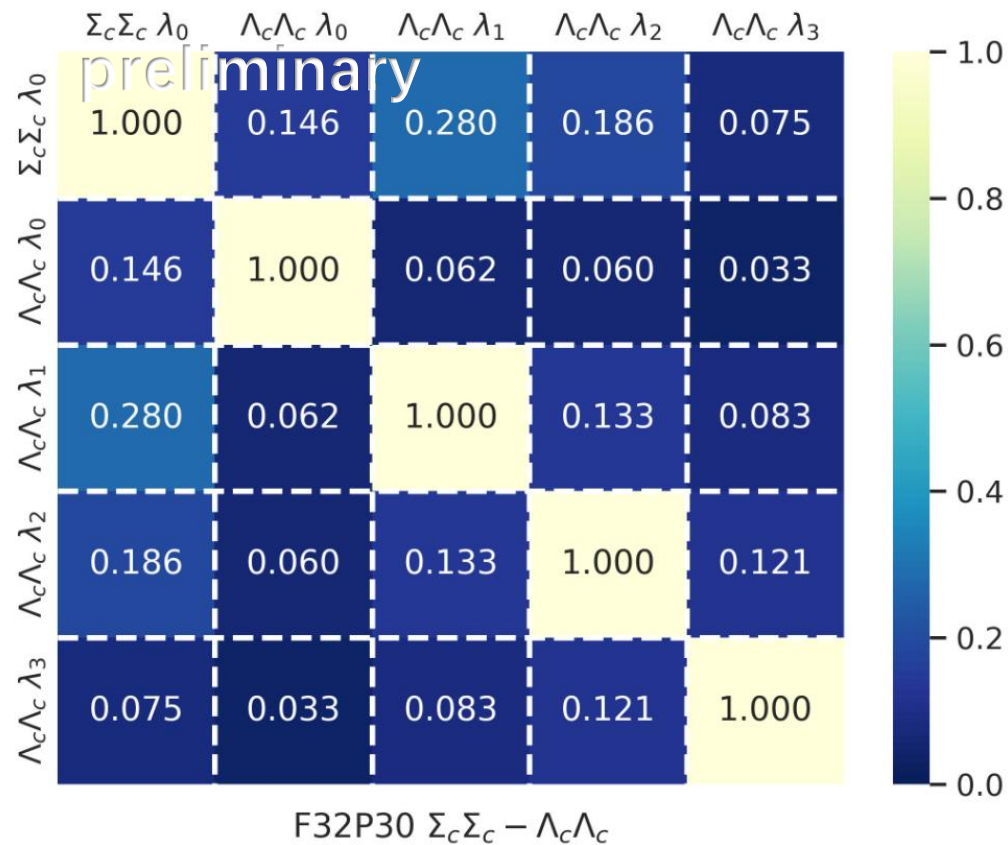 Σ_cΣ_c λ_0 Λ_cΛ_c λ_0 Λ_cΛ_c λ_1 Λ_cΛ_c λ_2 Λ_cΛ_c λ_3
preliminary
Σ_cΣ_c λ_0 1.000 0.146 0.280 0.186 0.075
Λ_cΛ_c λ_0 0.146 1.000 0.062 0.060 0.033
Λ_cΛ_c λ_1 0.280 0.062 1.000 0.133 0.083
Λ_cΛ_c λ_2 0.186 0.060 0.133 1.000 0.121
Λ_cΛ_c λ_3 0.075 0.033 0.083 0.121 1.000
1.0
0.8
0.6
0.4
0.2
0.0
F32P30 Σ_cΣ_c − Λ_cΛ_c